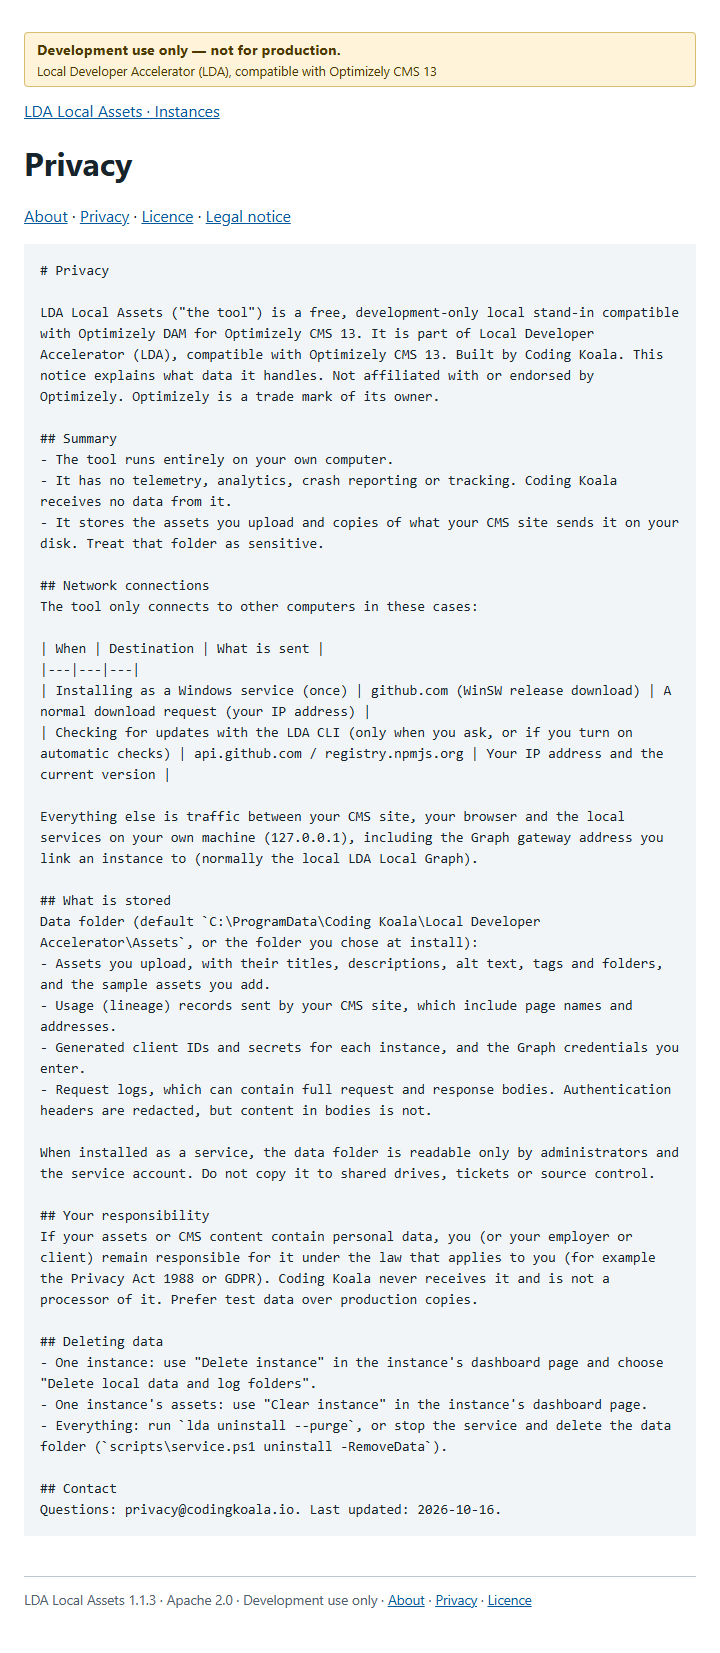 Development use only — not for production.
Local Developer Accelerator (LDA), compatible with Optimizely CMS 13
LDA Local Assets · Instances
Privacy
About · Privacy · Licence · Legal notice
# Privacy
LDA Local Assets ("the tool") is a free, development-only local stand-in compatible
with Optimizely DAM for Optimizely CMS 13. It is part of Local Developer
Accelerator (LDA), compatible with Optimizely CMS 13. Built by Coding Koala. This
notice explains what data it handles. Not affiliated with or endorsed by
Optimizely. Optimizely is a trade mark of its owner.
## Summary
- The tool runs entirely on your own computer.
- It has no telemetry, analytics, crash reporting or tracking. Coding Koala
receives no data from it.
- It stores the assets you upload and copies of what your CMS site sends it on your
disk. Treat that folder as sensitive.
## Network connections
The tool only connects to other computers in these cases:
| When | Destination | What is sent |
|---|---|---|
| Installing as a Windows service (once) | github.com (WinSW release download) | A
normal download request (your IP address) |
| Checking for updates with the LDA CLI (only when you ask, or if you turn on
automatic checks) | api.github.com / registry.npmjs.org | Your IP address and the
current version |
Everything else is traffic between your CMS site, your browser and the local
services on your own machine (127.0.0.1), including the Graph gateway address you
link an instance to (normally the local LDA Local Graph).
## What is stored
Data folder (default `C:\ProgramData\Coding Koala\Local Developer
Accelerator\Assets`, or the folder you chose at install):
- Assets you upload, with their titles, descriptions, alt text, tags and folders,
and the sample assets you add.
- Usage (lineage) records sent by your CMS site, which include page names and
addresses.
- Generated client IDs and secrets for each instance, and the Graph credentials you
enter.
- Request logs, which can contain full request and response bodies. Authentication
headers are redacted, but content in bodies is not.
When installed as a service, the data folder is readable only by administrators and
the service account. Do not copy it to shared drives, tickets or source control.
## Your responsibility
If your assets or CMS content contain personal data, you (or your employer or
client) remain responsible for it under the law that applies to you (for example
the Privacy Act 1988 or GDPR). Coding Koala never receives it and is not a
processor of it. Prefer test data over production copies.
## Deleting data
- One instance: use "Delete instance" in the instance's dashboard page and choose
"Delete local data and log folders".
- One instance's assets: use "Clear instance" in the instance's dashboard page.
- Everything: run `lda uninstall --purge`, or stop the service and delete the data
folder (`scripts\service.ps1 uninstall -RemoveData`).
## Contact
Questions: privacy@codingkoala.io. Last updated: 2026-10-16.
LDA Local Assets 1.1.3 · Apache 2.0 · Development use only · About · Privacy · Licence